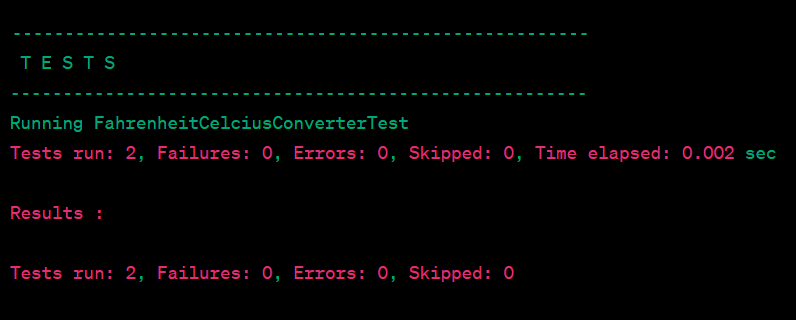 -------------------------------------------------------
T E S T S
-------------------------------------------------------
Running FahrenheitCelciusConverterTest
Tests run: 2, Failures: 0, Errors: 0, Skipped: 0, Time elapsed: 0.002 sec
Results :
Tests run: 2, Failures: 0, Errors: 0, Skipped: 0